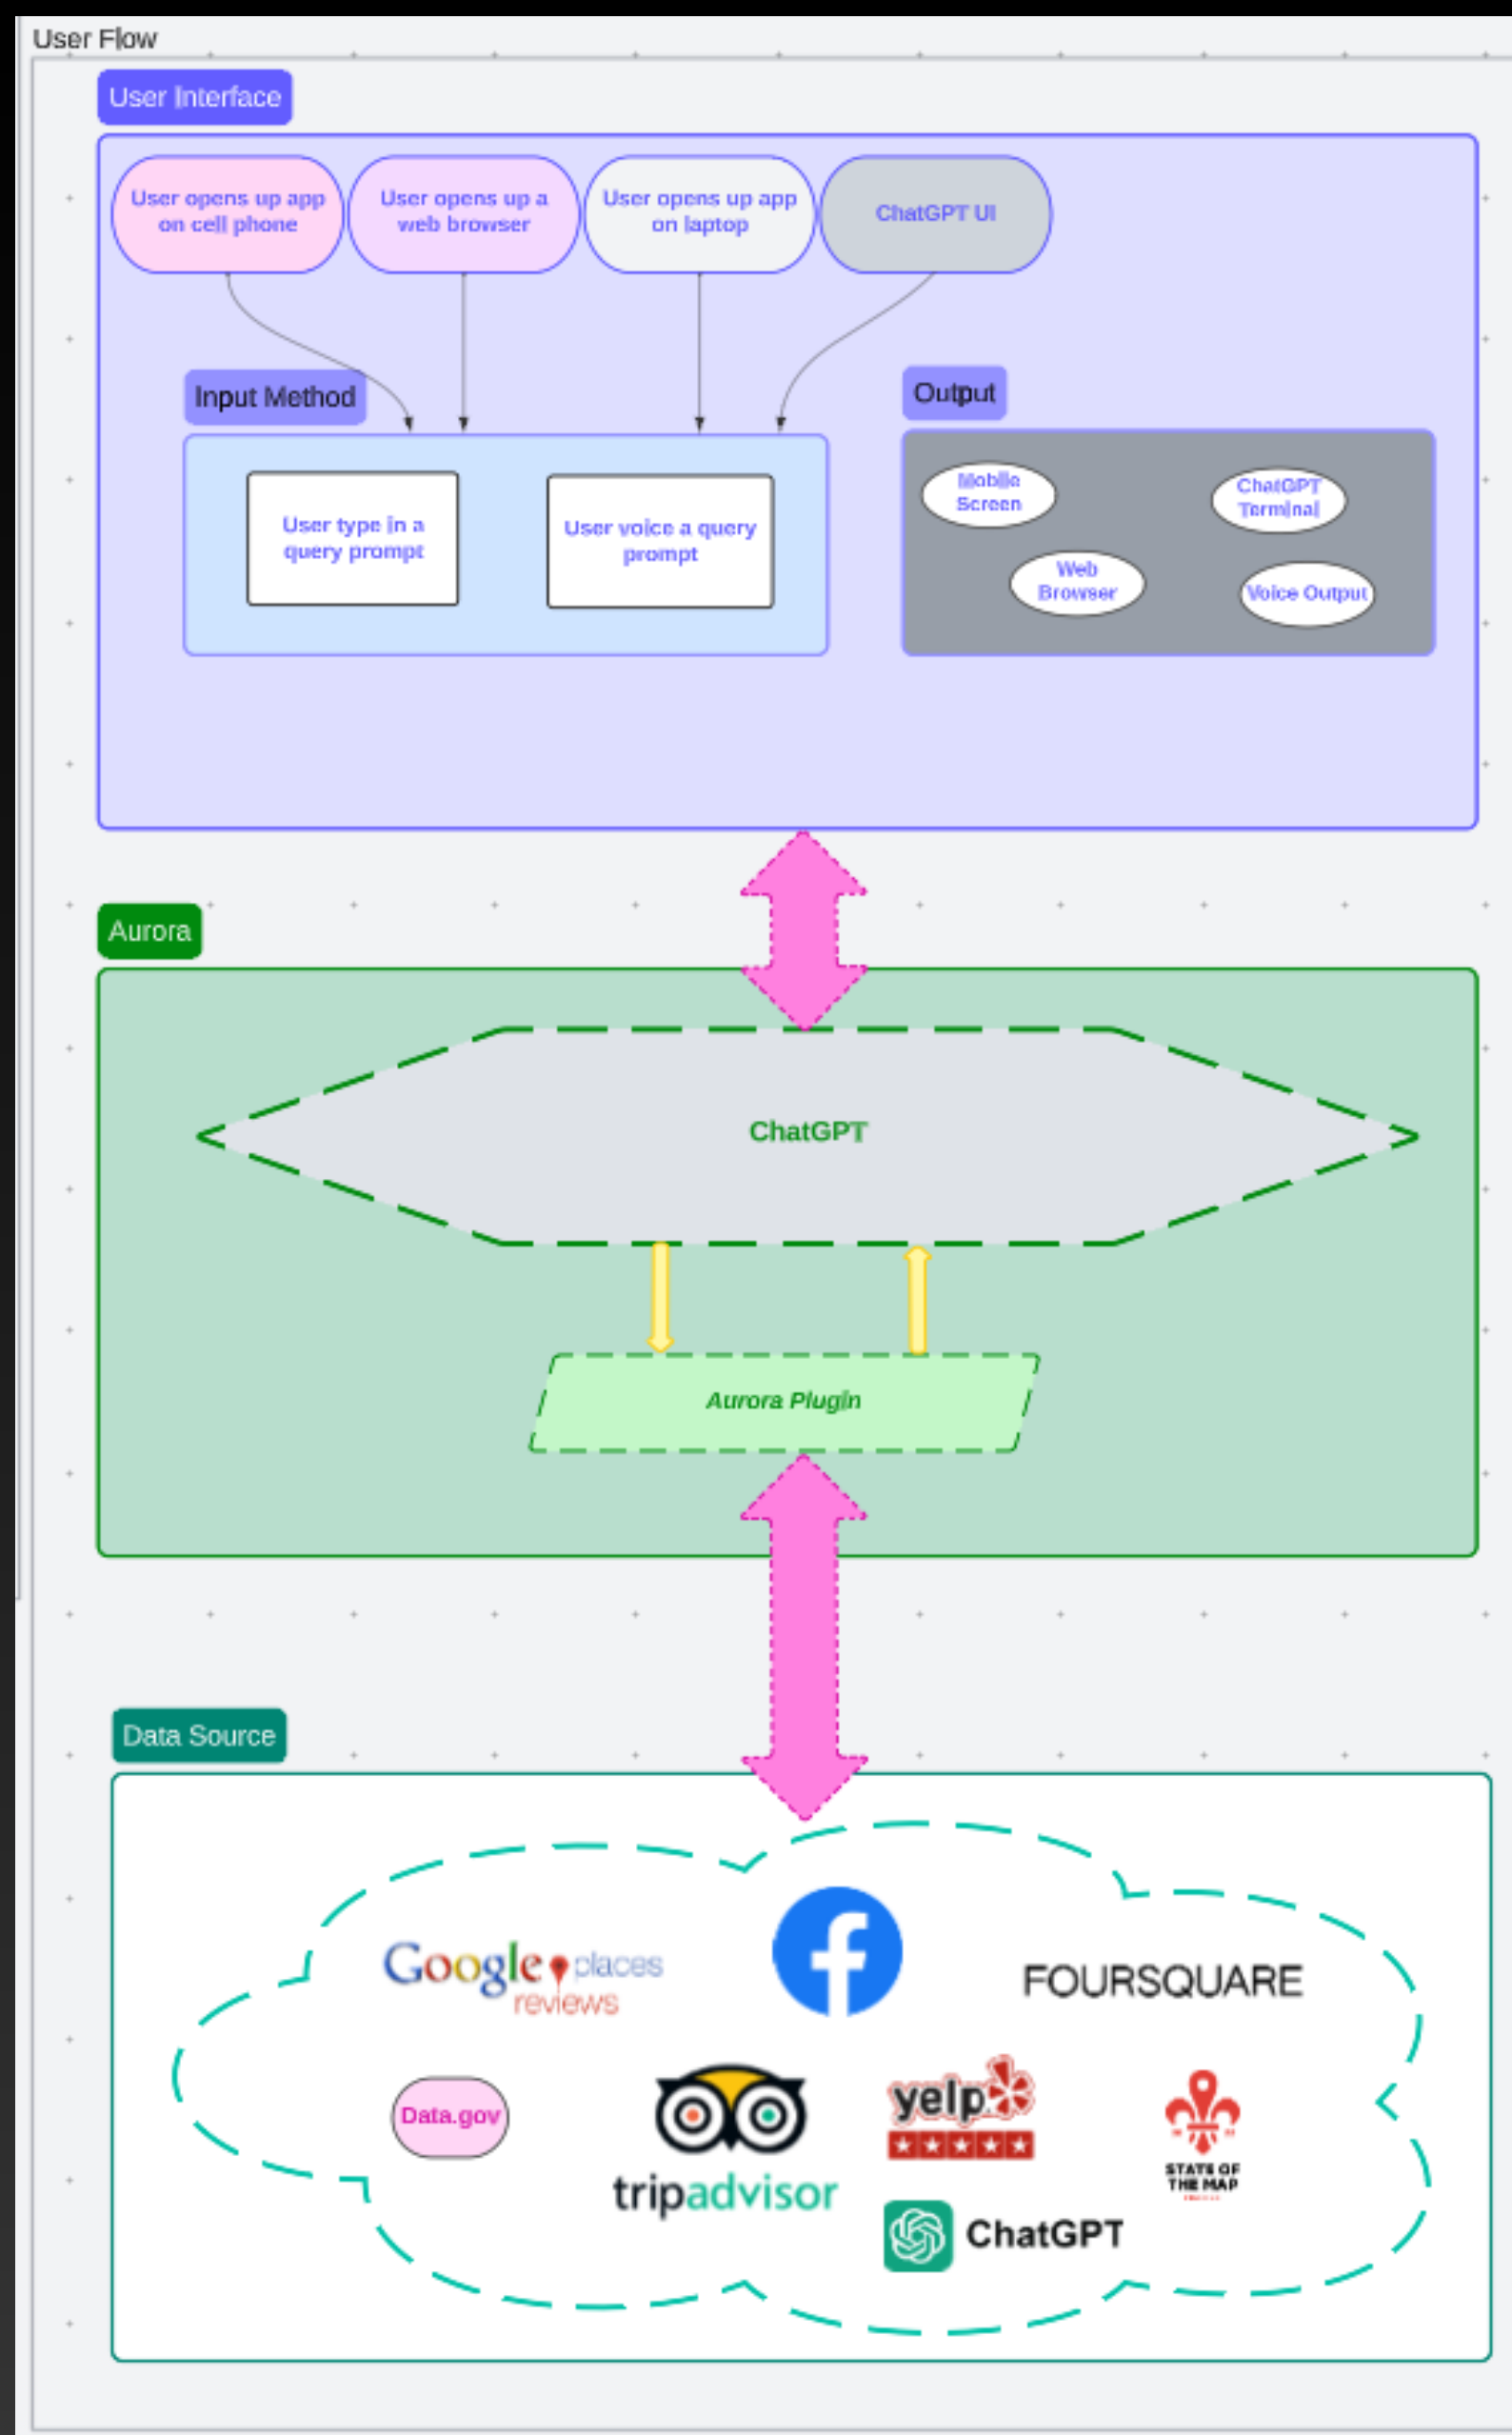 User Flow
User Interface
User opens up app
on cell phone
User opens up a
web browser
User opens up app
on laptop
ChatGPT UI
Input Method
User type in a
query prompt
User voice a query
prompt
Output
Mobile
Screen
ChatGPT
Terminal
Web
Browser
Voice Output
Aurora
ChatGPT
Aurora Plugin
Data Source
Google places
reviews
FOURSQUARE
Data.gov
tripadvisor
yelp
STATE OF
THE MAP
ChatGPT